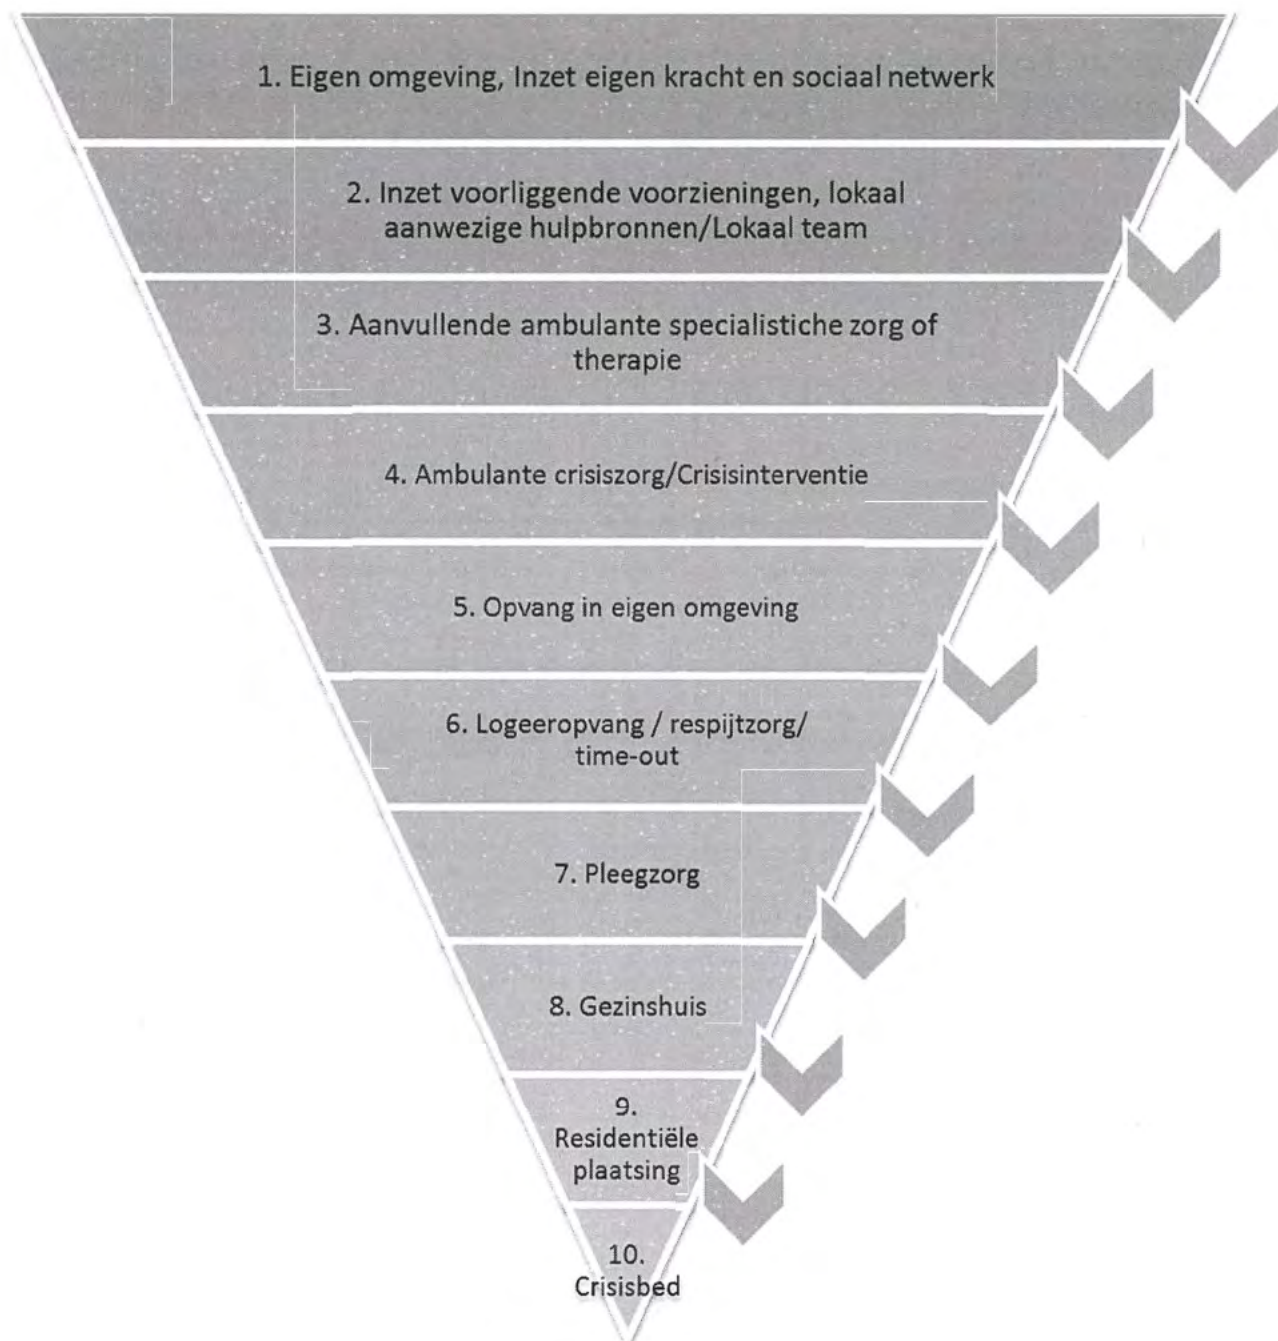 1. Eigen omgeving, Inzet eigen kracht en sociaal netwerk
2. Inzet voorliggende voorzieningen, lokaal
aanwezige hulpbronnen/Lokaal team
3. Aanvullende ambulante specialistiche zorg of
therapie
4. Ambulante crisiszorg/Crisisinterventie
5. Opvang in eigen omgeving
6. Logeeropvang / respijtzorg/
time-out
7. Pleegzorg
8. Gezinshuis
9.
Residentiële
plaatsing
10.
Crisisbed